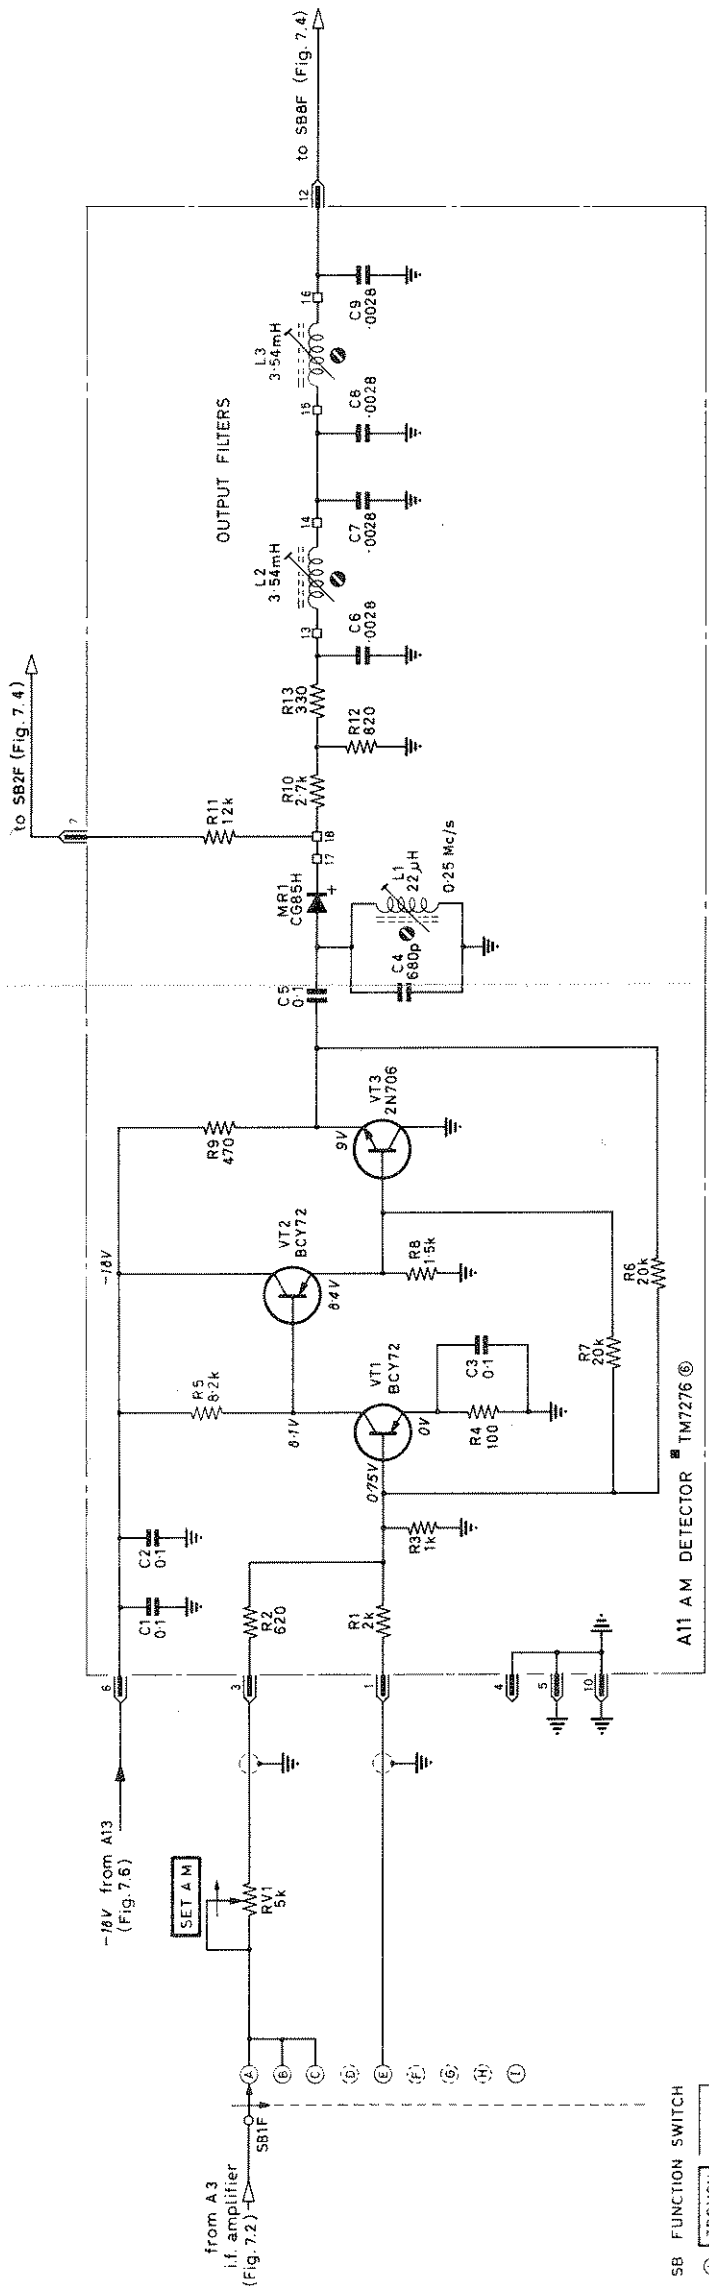 from A3
i.f. amplifier
(Fig. 7.2)
SB1F
A
B
C
D
E
F
G
H
I
SET AM
RV1
5k
-18V from A13
(Fig. 7.6)
6
3
1
4
5
10
C1
0·1
C2
0·1
R2
620
R1
2k
R3
1k
0·75V
VT1
BCY72
0V
R4
100
C3
0·1
R5
8·2k
8·1V
-18V
VT2
BCY72
8·4V
R8
1·5k
R7
20k
R6
20k
R9
470
9V
VT3
2N706
C5
0·1
C4
680p
L1
22 µH
0·25 Mc/s
MR1
CG85H
+
17
18
R11
12k
7
to SB2F (Fig. 7.4)
R10
2·7k
R12
820
R13
330
OUTPUT FILTERS
13
L2
3·54mH
14
C6
·0028
C7
·0028
C8
·0028
15
L3
3·54mH
16
C9
·0028
12
to SB8F (Fig. 7.4)
A11 AM DETECTOR TM7276 6
SB FUNCTION SWITCH